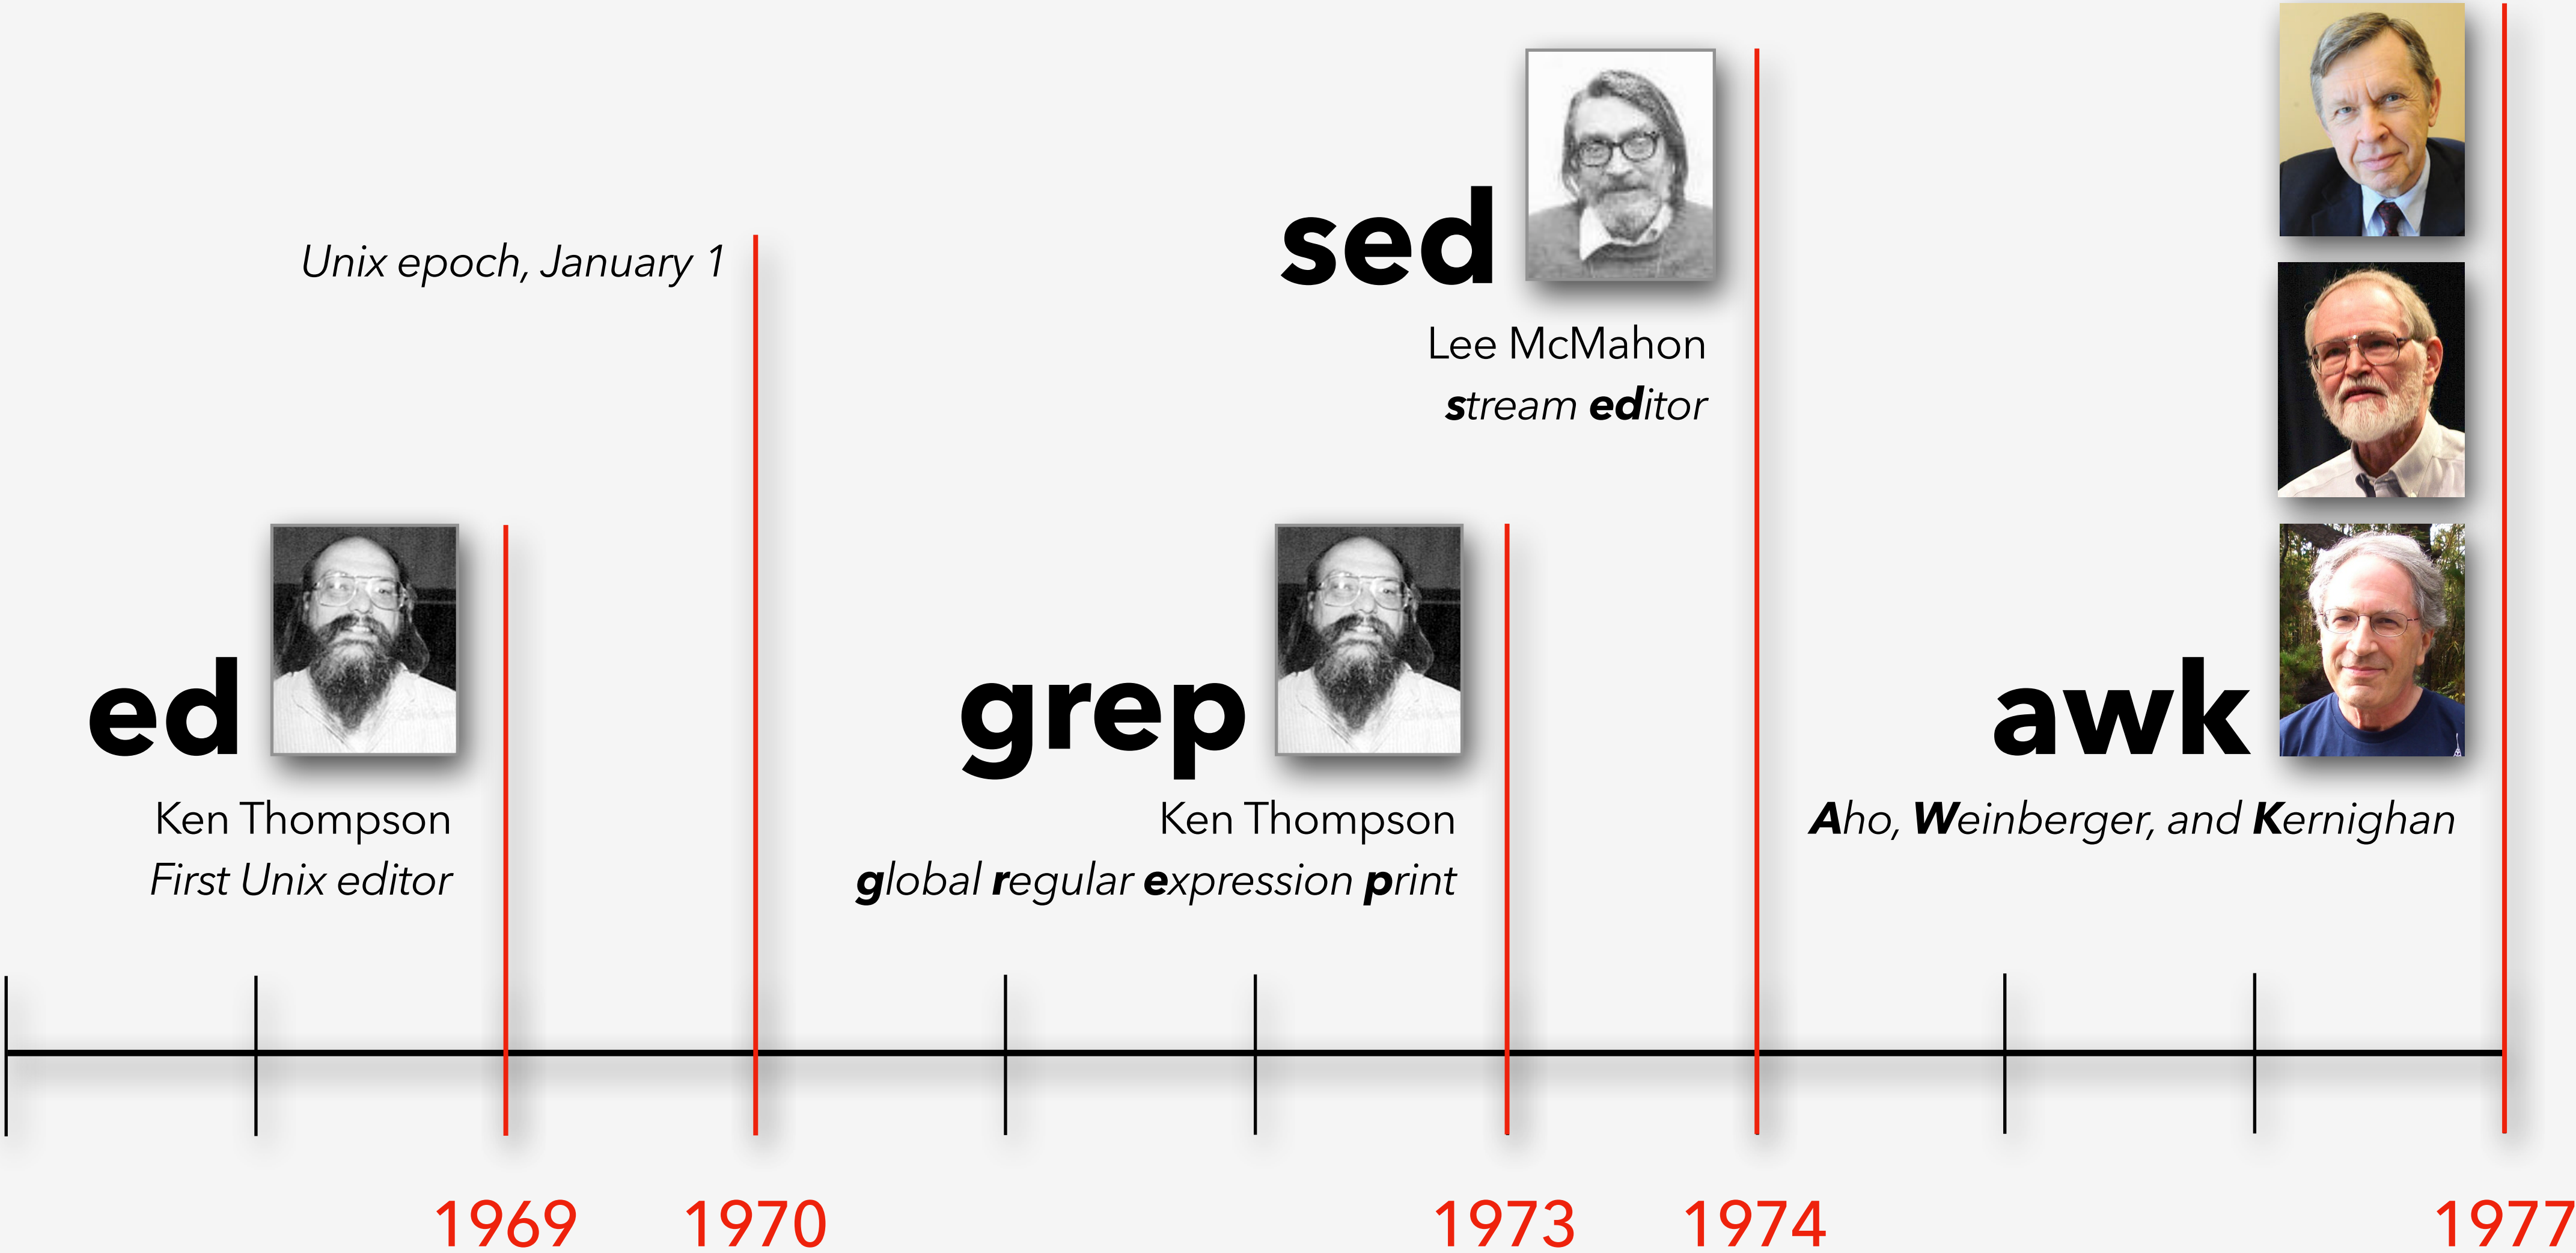 Unix epoch, January 1
sed
Lee McMahon
stream editor
ed
Ken Thompson
First Unix editor
grep
Ken Thompson
global regular expression print
awk
Aho, Weinberger, and Kernighan
1969
1970
1973
1974
1977